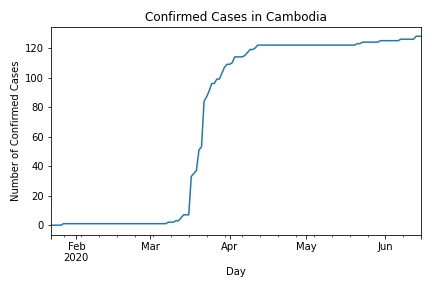 Confirmed Cases in Cambodia
Number of Confirmed Cases
120
100
80
60
40
20
0
Feb
2020
Mar
Apr
May
Jun
Day